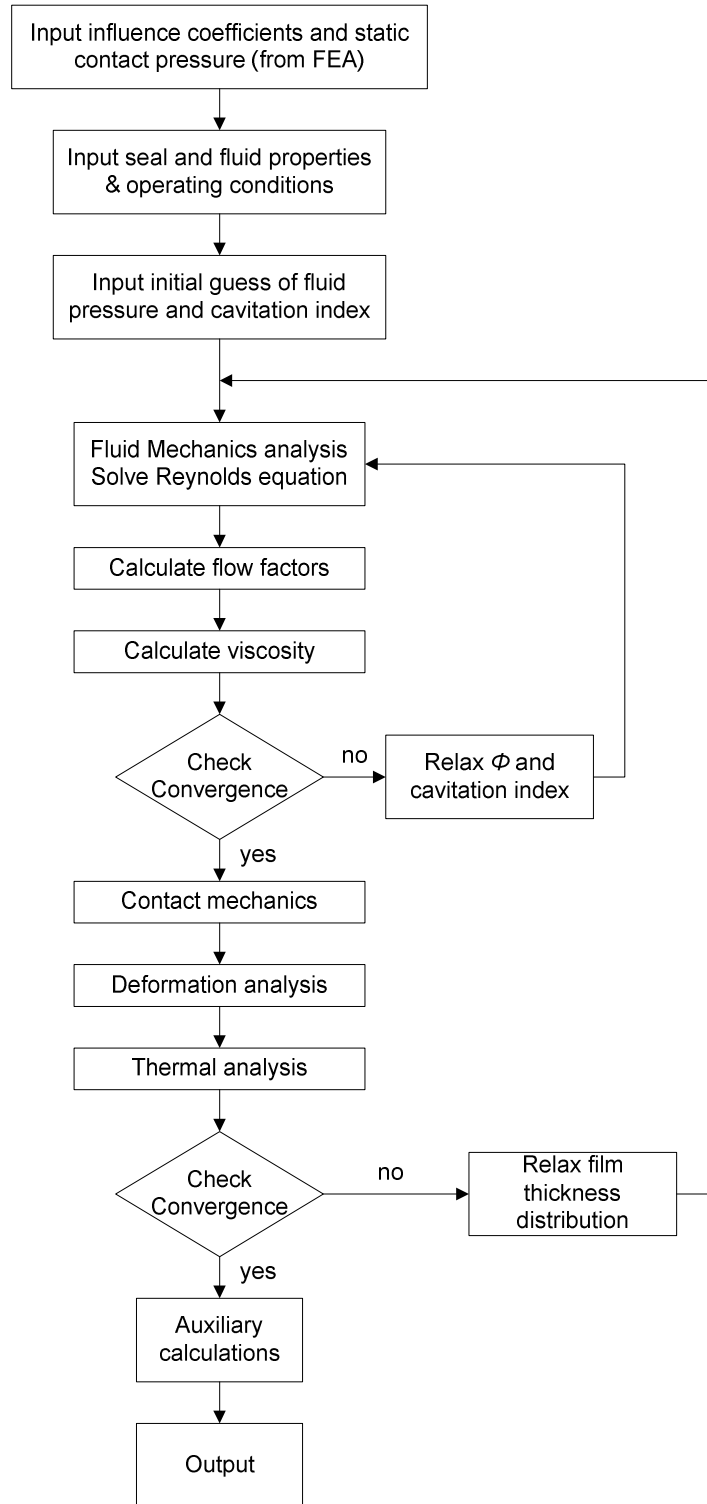 Input influence coefficients and static
contact pressure (from FEA)
Input seal and fluid properties
& operating conditions
Input initial guess of fluid
pressure and cavitation index
Fluid Mechanics analysis
Solve Reynolds equation
Calculate flow factors
Calculate viscosity
Check
Convergence
no
Relax Φ and
cavitation index
yes
Contact mechanics
Deformation analysis
Thermal analysis
Check
Convergence
no
Relax film
thickness
distribution
yes
Auxiliary
calculations
Output